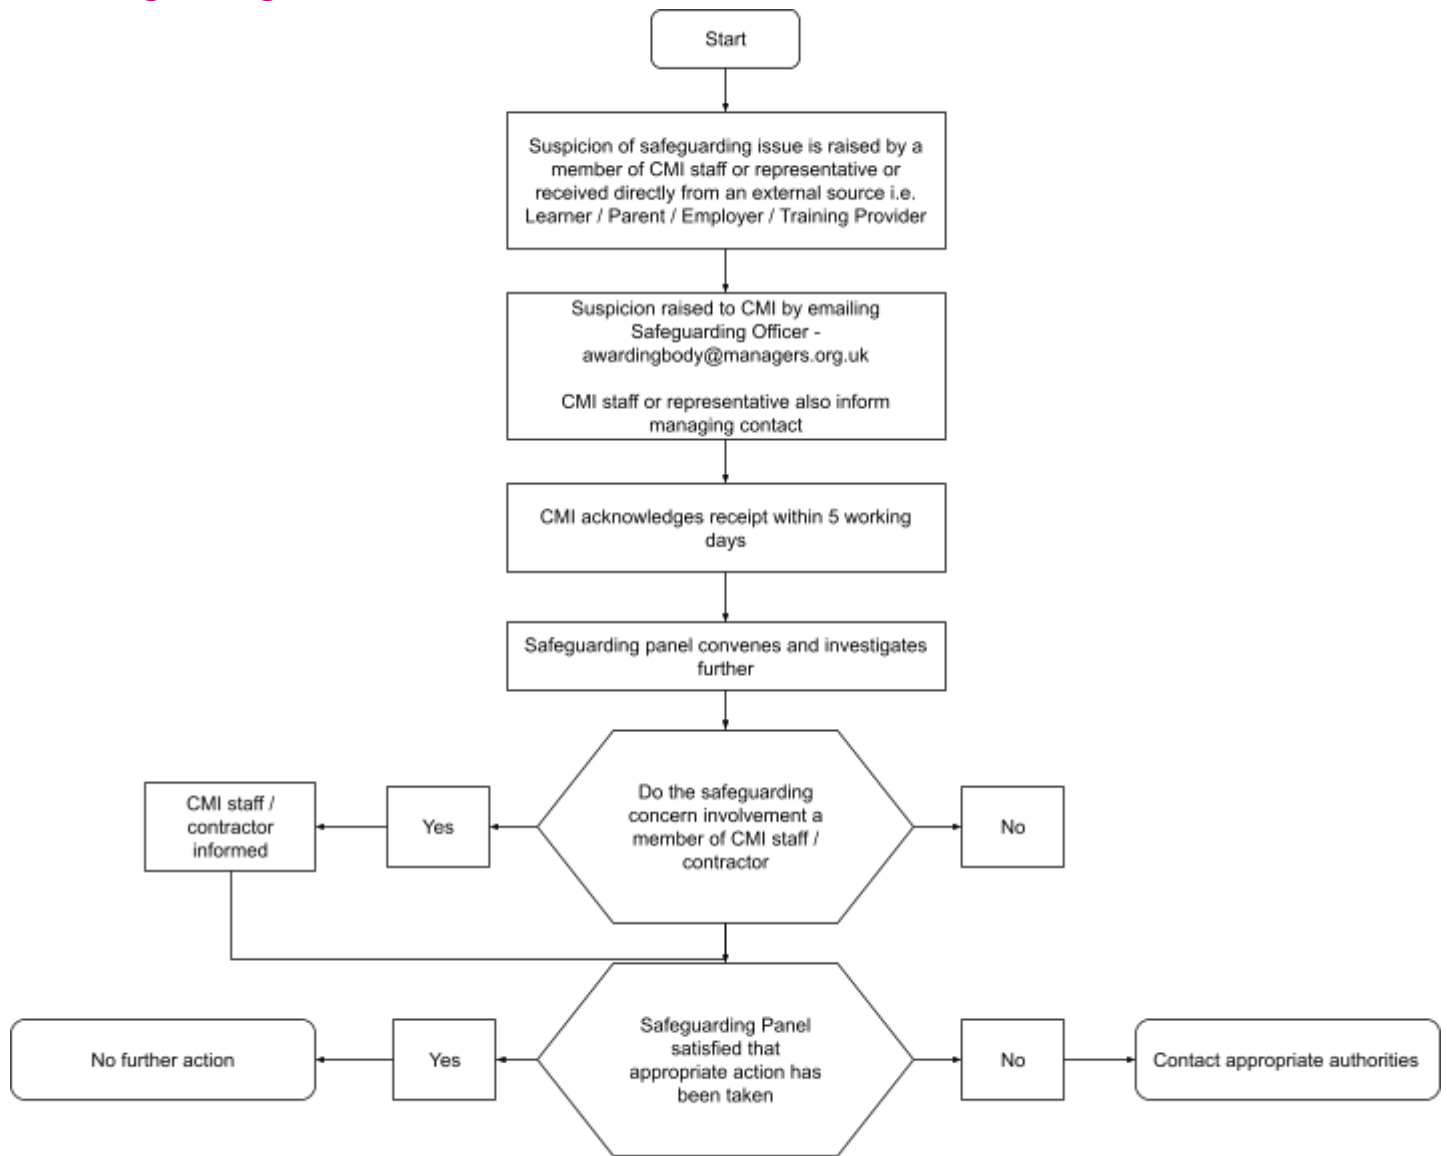 Start
Suspicion of safeguarding issue is raised by a
member of CMI staff or representative or
received directly from an external source i.e.
Learner / Parent / Employer / Training Provider
Suspicion raised to CMI by emailing
Safeguarding Officer -
awardingbody@managers.org.uk
CMI staff or representative also inform
managing contact
CMI acknowledges receipt within 5 working
days
Safeguarding panel convenes and investigates
further
Do the safeguarding
concern involvement a
member of CMI staff /
contractor
Yes
No
CMI staff /
contractor
informed
Safeguarding Panel
satisfied that
appropriate action has
been taken
Yes
No further action
No
Contact appropriate authorities